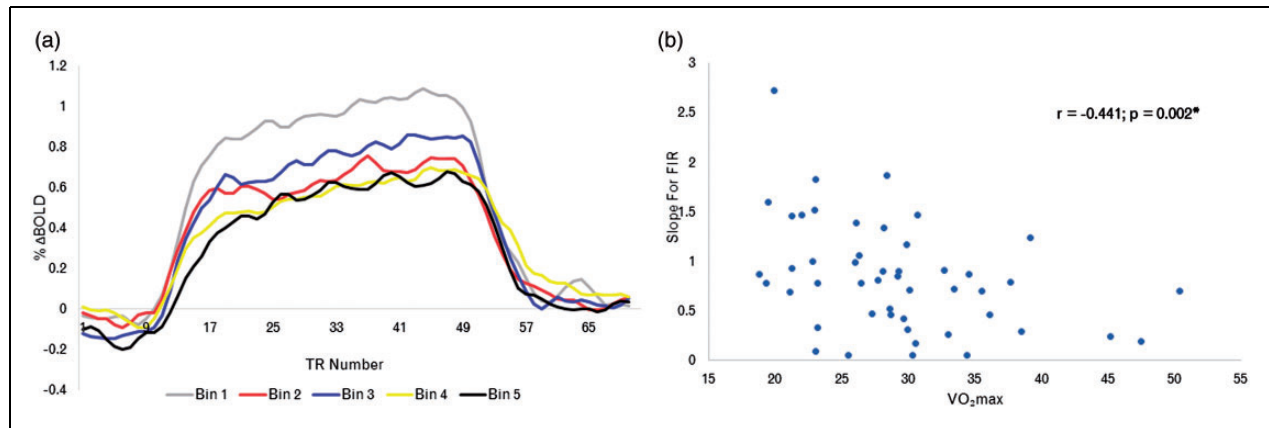 (a)
1.2
1
0.8
0.6
0.4
0.2
0
-0.2
-0.4
% ΔBOLD
1 9 17 25 33 41 49 57 65
TR Number
Bin 1 Bin 2 Bin 3 Bin 4 Bin 5
(b)
3
2.5
2
1.5
1
0.5
0
Slope For FIR
r = -0.441; p = 0.002*
15 20 25 30 35 40 45 50 55
VO₂max